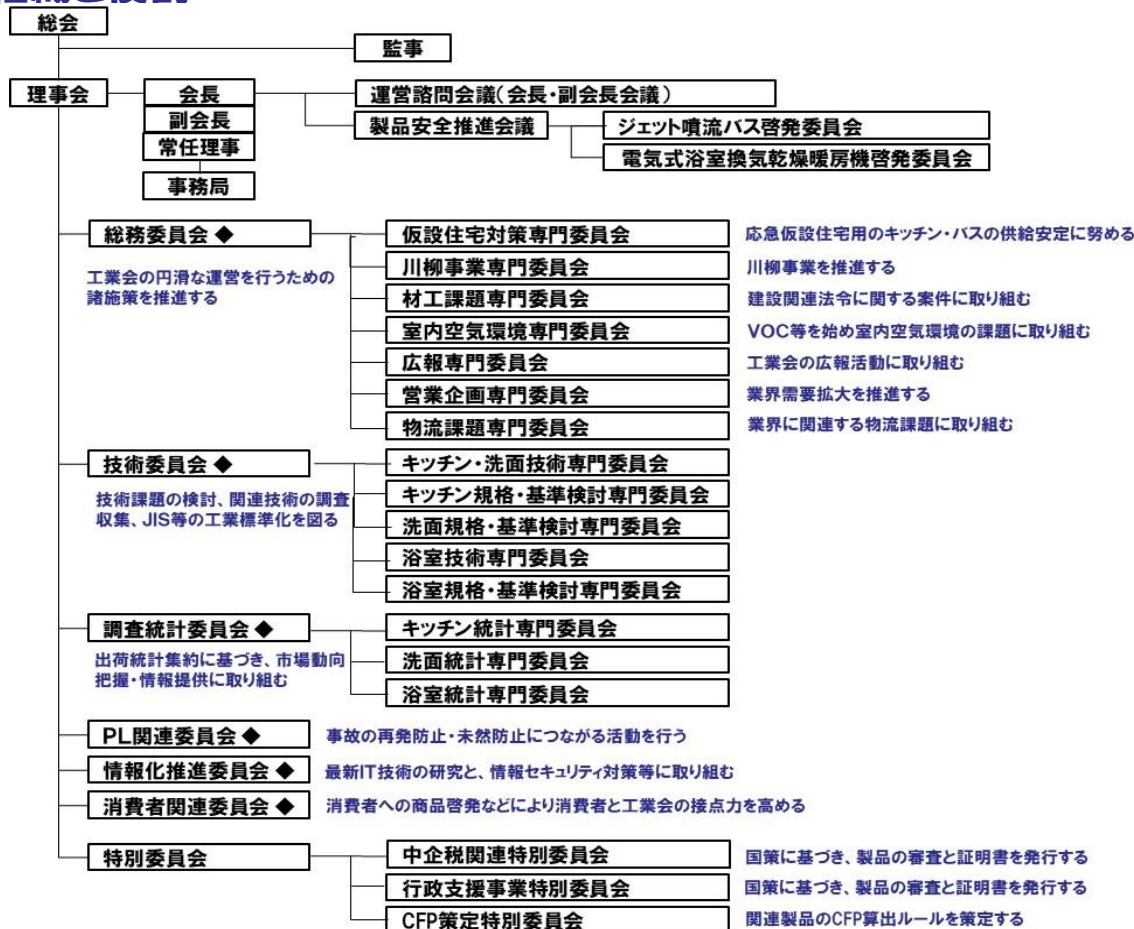 総会
監事
理事会
会長
運営諮問会議(会長・副会長会議)
副会長
製品安全推進会議
ジェット噴流バス啓発委員会
常任理事
電気式浴室換気乾燥暖房機啓発委員会
事務局
総務委員会◆
工業会の円滑な運営を行うための
諸施策を推進する
仮設住宅対策専門委員会
応急仮設住宅用のキッチン・バスの供給安定に努める
川柳事業専門委員会
川柳事業を推進する
材工課題専門委員会
建設関連法令に関する案件に取り組む
室内空気環境専門委員会
VOC等を始め室内空気環境の課題に取り組む
広報専門委員会
工業会の広報活動に取り組む
営業企画専門委員会
業界需要拡大を推進する
物流課題専門委員会
業界に関連する物流課題に取り組む
技術委員会◆
技術課題の検討、関連技術の調査
収集、JIS等の工業標準化を図る
キッチン・洗面技術専門委員会
キッチン規格・基準検討専門委員会
洗面規格・基準検討専門委員会
浴室技術専門委員会
浴室規格・基準検討専門委員会
調査統計委員会◆
出荷統計集約に基づき、市場動向
把握・情報提供に取り組む
キッチン統計専門委員会
洗面統計専門委員会
浴室統計専門委員会
PL関連委員会◆
事故の再発防止・未然防止につながる活動を行う
情報化推進委員会◆
最新IT技術の研究と、情報セキュリティ対策等に取り組む
消費者関連委員会◆
消費者への商品啓発などにより消費者と工業会の接点力を高める
特別委員会
中企税関連特別委員会
国策に基づき、製品の審査と証明書を発行する
行政支援事業特別委員会
国策に基づき、製品の審査と証明書を発行する
CFP策定特別委員会
関連製品のCFP算出ルールを策定する